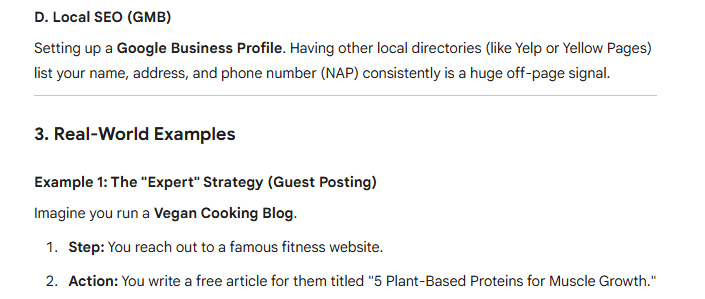 D. Local SEO (GMB)
Setting up a Google Business Profile. Having other local directories (like Yelp or Yellow Pages)
list your name, address, and phone number (NAP) consistently is a huge off-page signal.
3. Real-World Examples
Example 1: The "Expert" Strategy (Guest Posting)
Imagine you run a Vegan Cooking Blog.
1. Step: You reach out to a famous fitness website.
2. Action: You write a free article for them titled "5 Plant-Based Proteins for Muscle Growth."